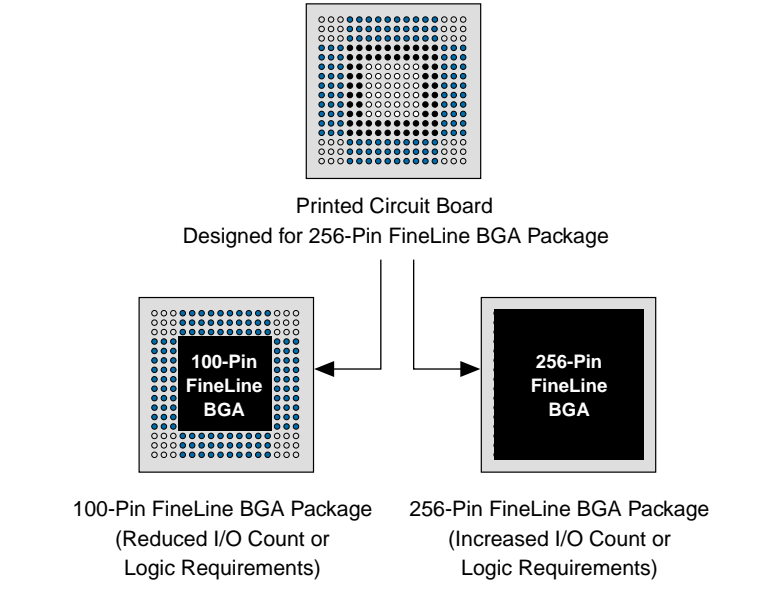 Printed Circuit Board
Designed for 256-Pin FineLine BGA Package
100-Pin
FineLine
BGA
256-Pin
FineLine
BGA
100-Pin FineLine BGA Package
(Reduced I/O Count or
Logic Requirements)
256-Pin FineLine BGA Package
(Increased I/O Count or
Logic Requirements)